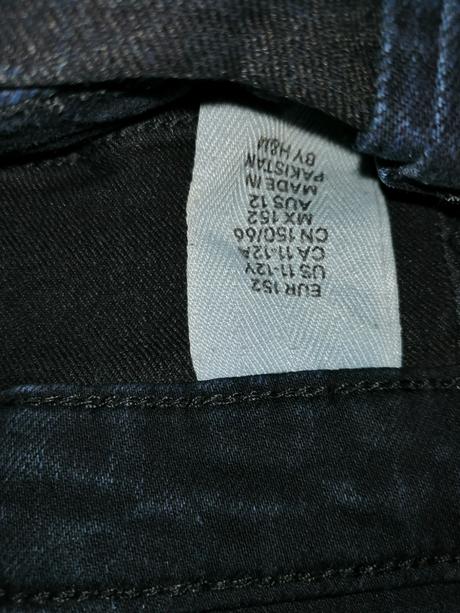 EUR 152
US 11-12Y
CA 11-12A
CN 150/66
MX 152
AUS 12
MADE IN
PAKISTAN
BY H&M